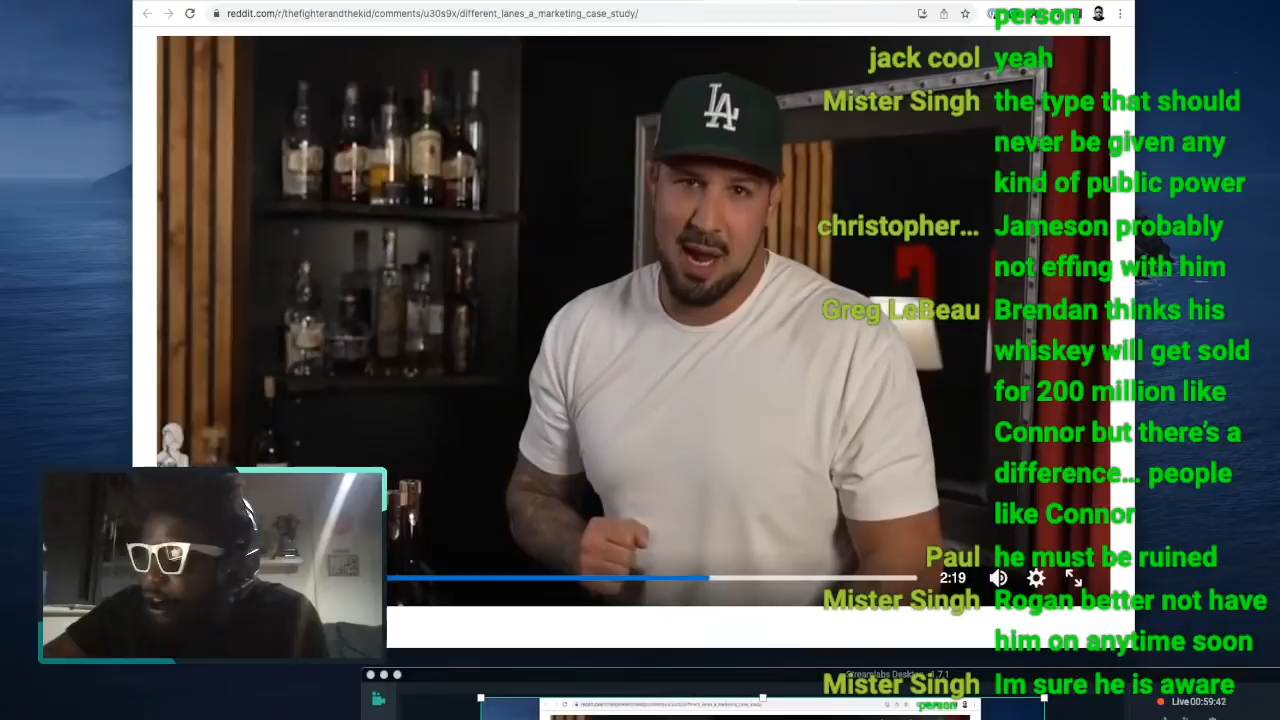 reddit.com/r/thefighterandthekid/comments/u30s9x/different_lanes_a_marketing_case_study/
person
jack cool yeah
Mister Singh the type that should
never be given any
kind of public power
christopher... Jameson probably
not effing with him
Greg LeBeau Brendan thinks his
whiskey will get sold
for 200 million like
Connor but there's a
difference... people
like Connor
Paul he must be ruined
2:19
Mister Singh Rogan better not have
him on anytime soon
Mister Singh Im sure he is aware
LA
Live 00:59:42
person